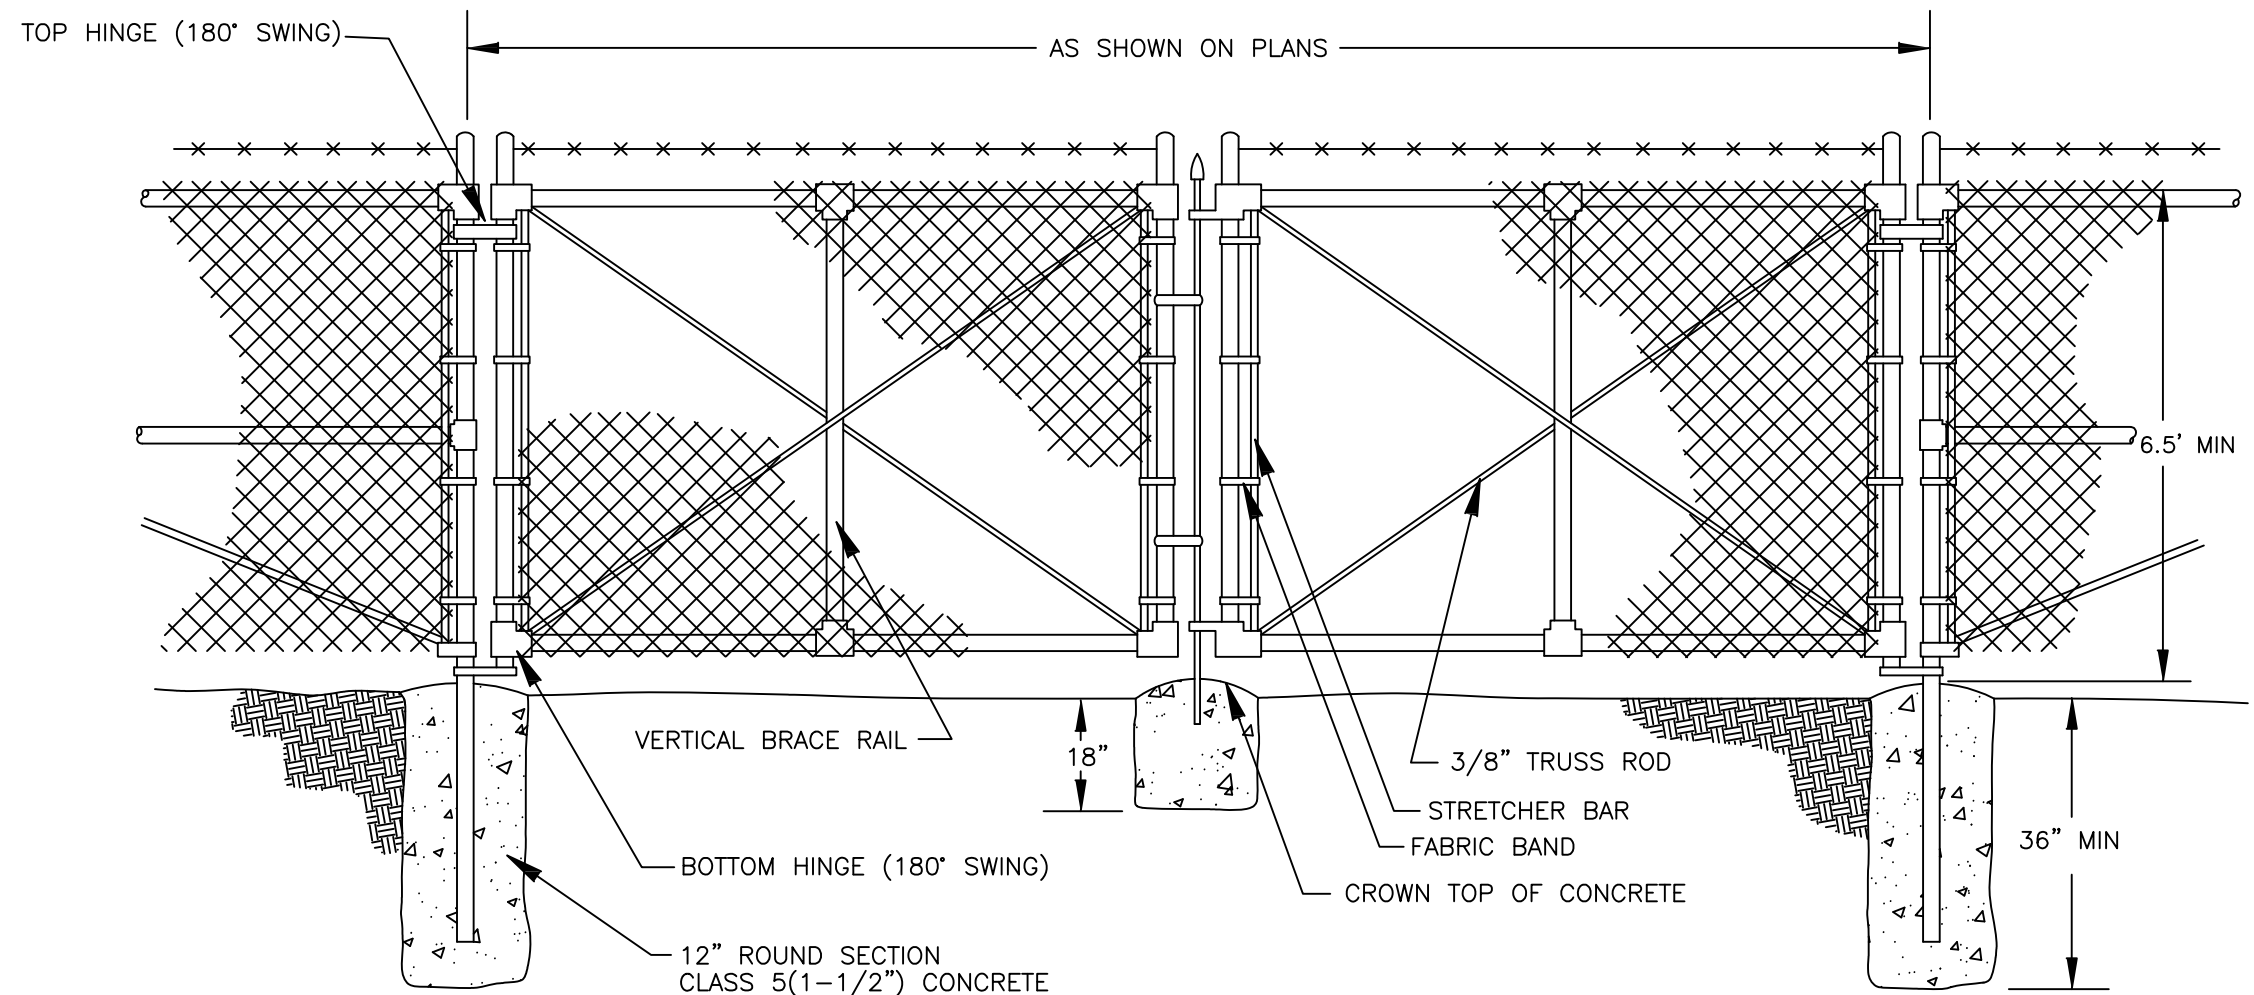 TOP HINGE (180° SWING)
AS SHOWN ON PLANS
6.5' MIN
VERTICAL BRACE RAIL
18"
3/8" TRUSS ROD
STRETCHER BAR
FABRIC BAND
36" MIN
BOTTOM HINGE (180° SWING)
CROWN TOP OF CONCRETE
12" ROUND SECTION
CLASS 5(1-1/2") CONCRETE